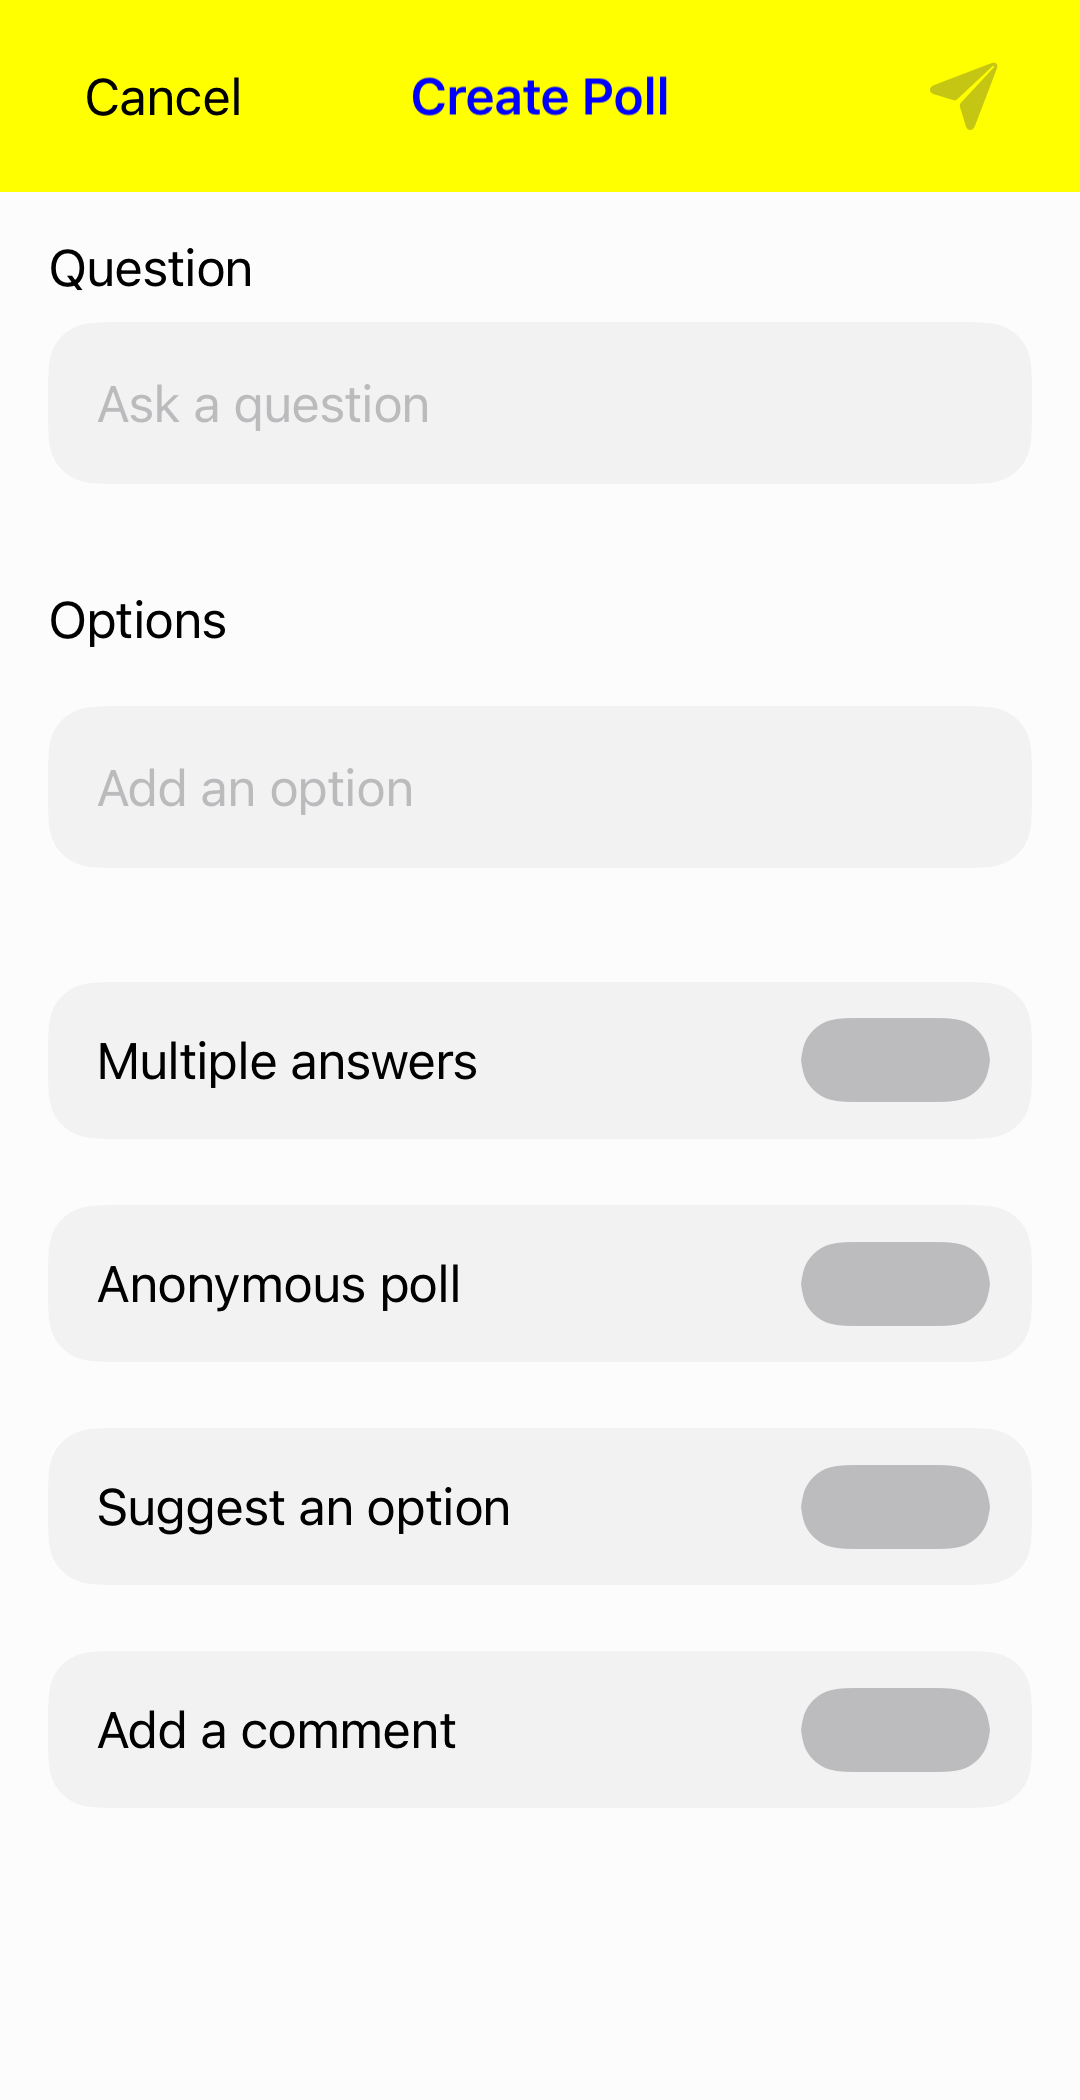 Cancel Create Poll
Question
Ask a question
Options
Add an option
Multiple answers
Anonymous poll
Suggest an option
Add a comment